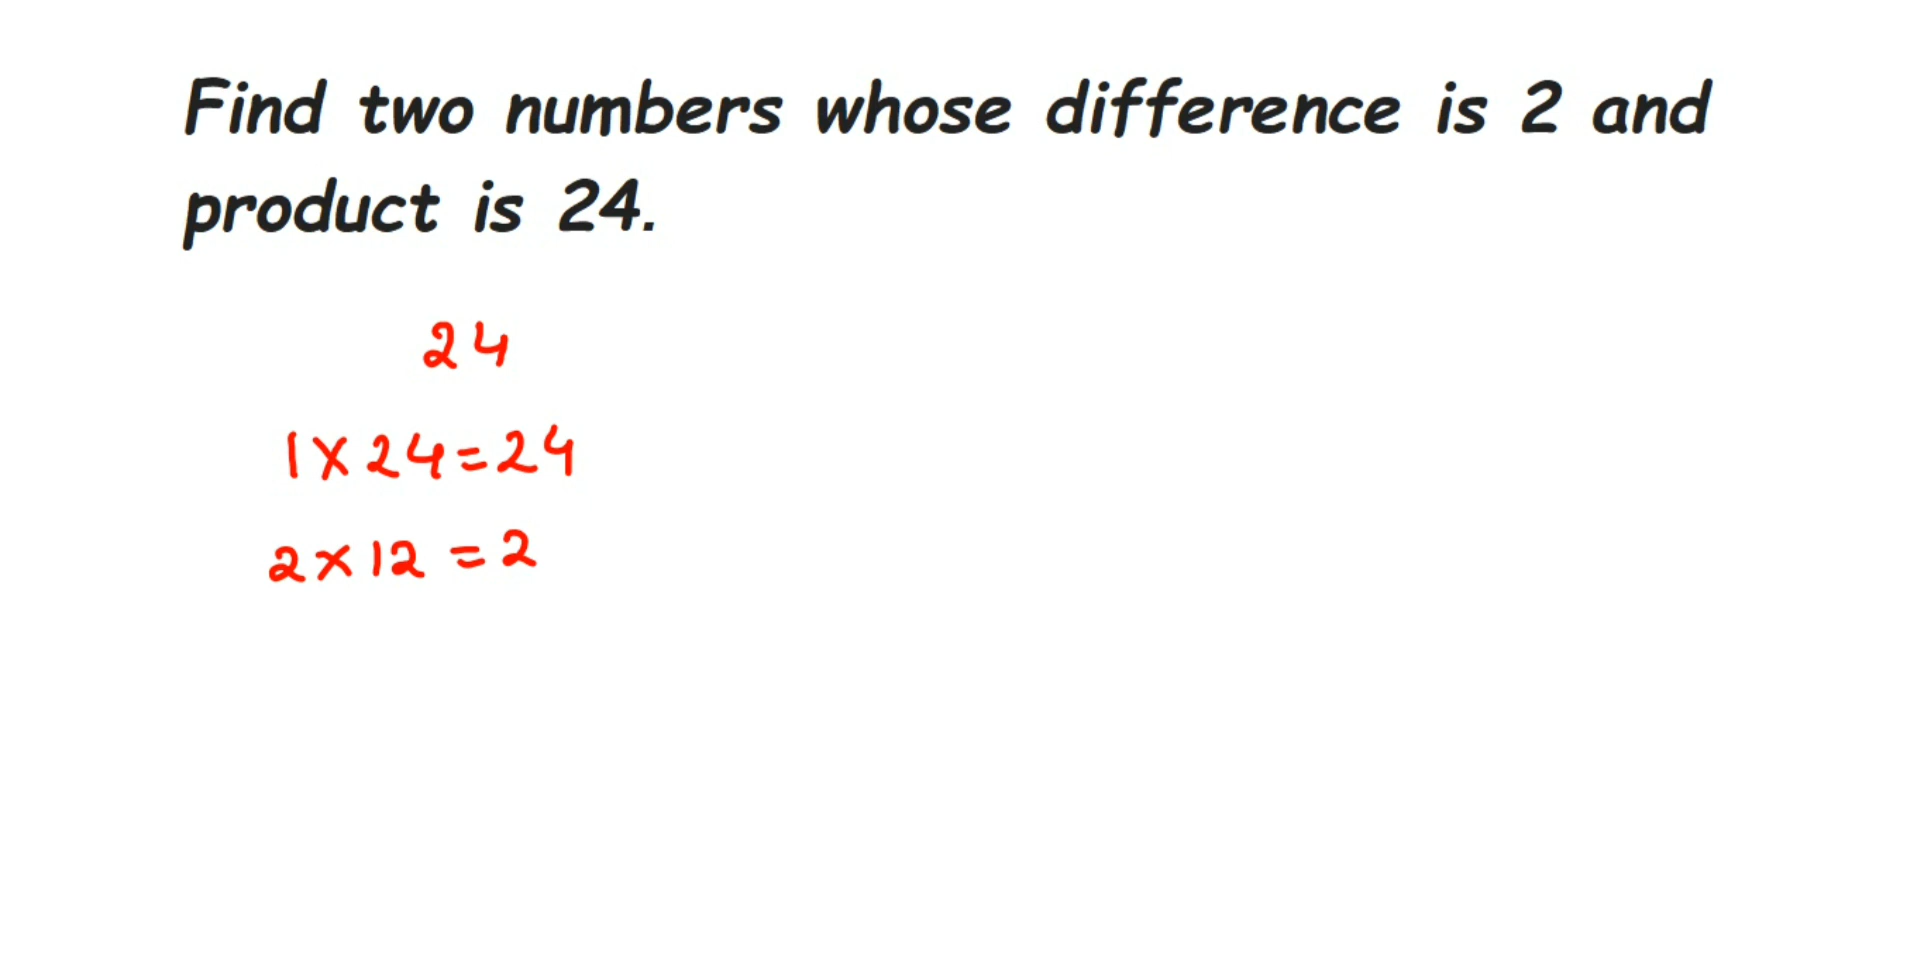 Find two numbers whose difference is 2 and
product is 24.
24
1 × 24 = 24
2 × 12 = 2